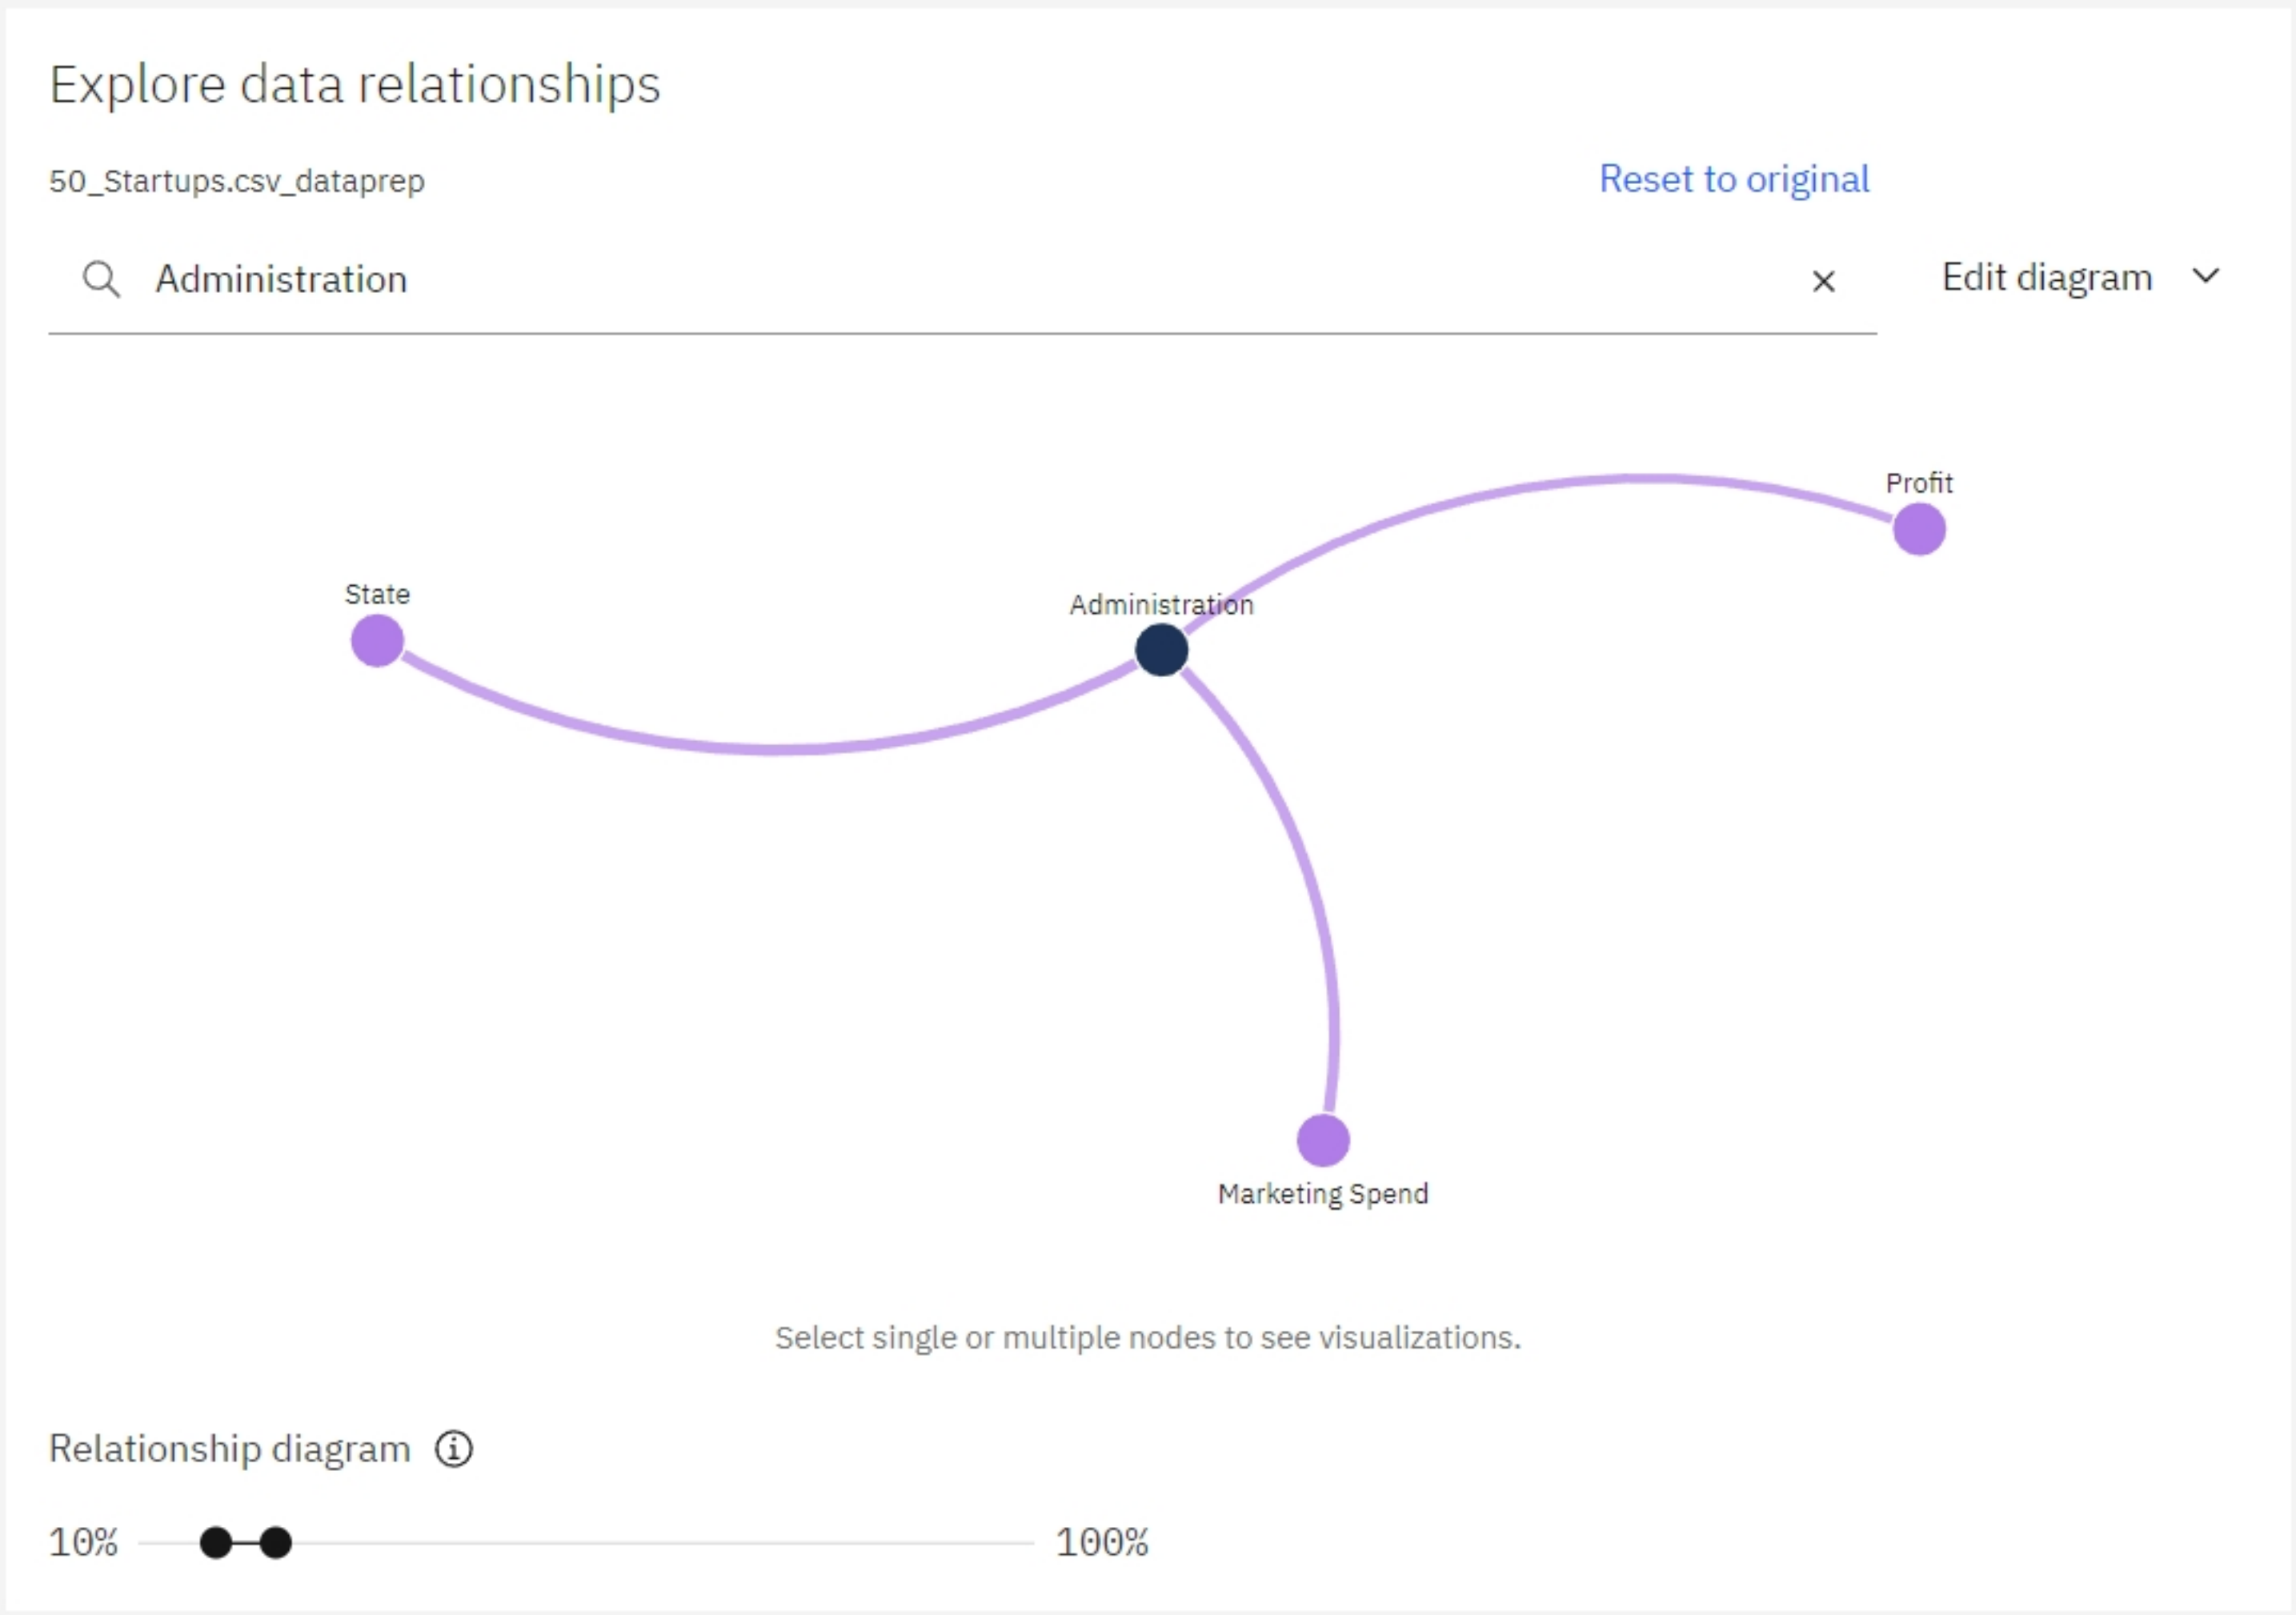 Explore data relationships
50_Startups.csv_dataprep
Reset to original
Administration
Edit diagram
Profit
State
Administration
Marketing Spend
Select single or multiple nodes to see visualizations.
Relationship diagram
10%
100%